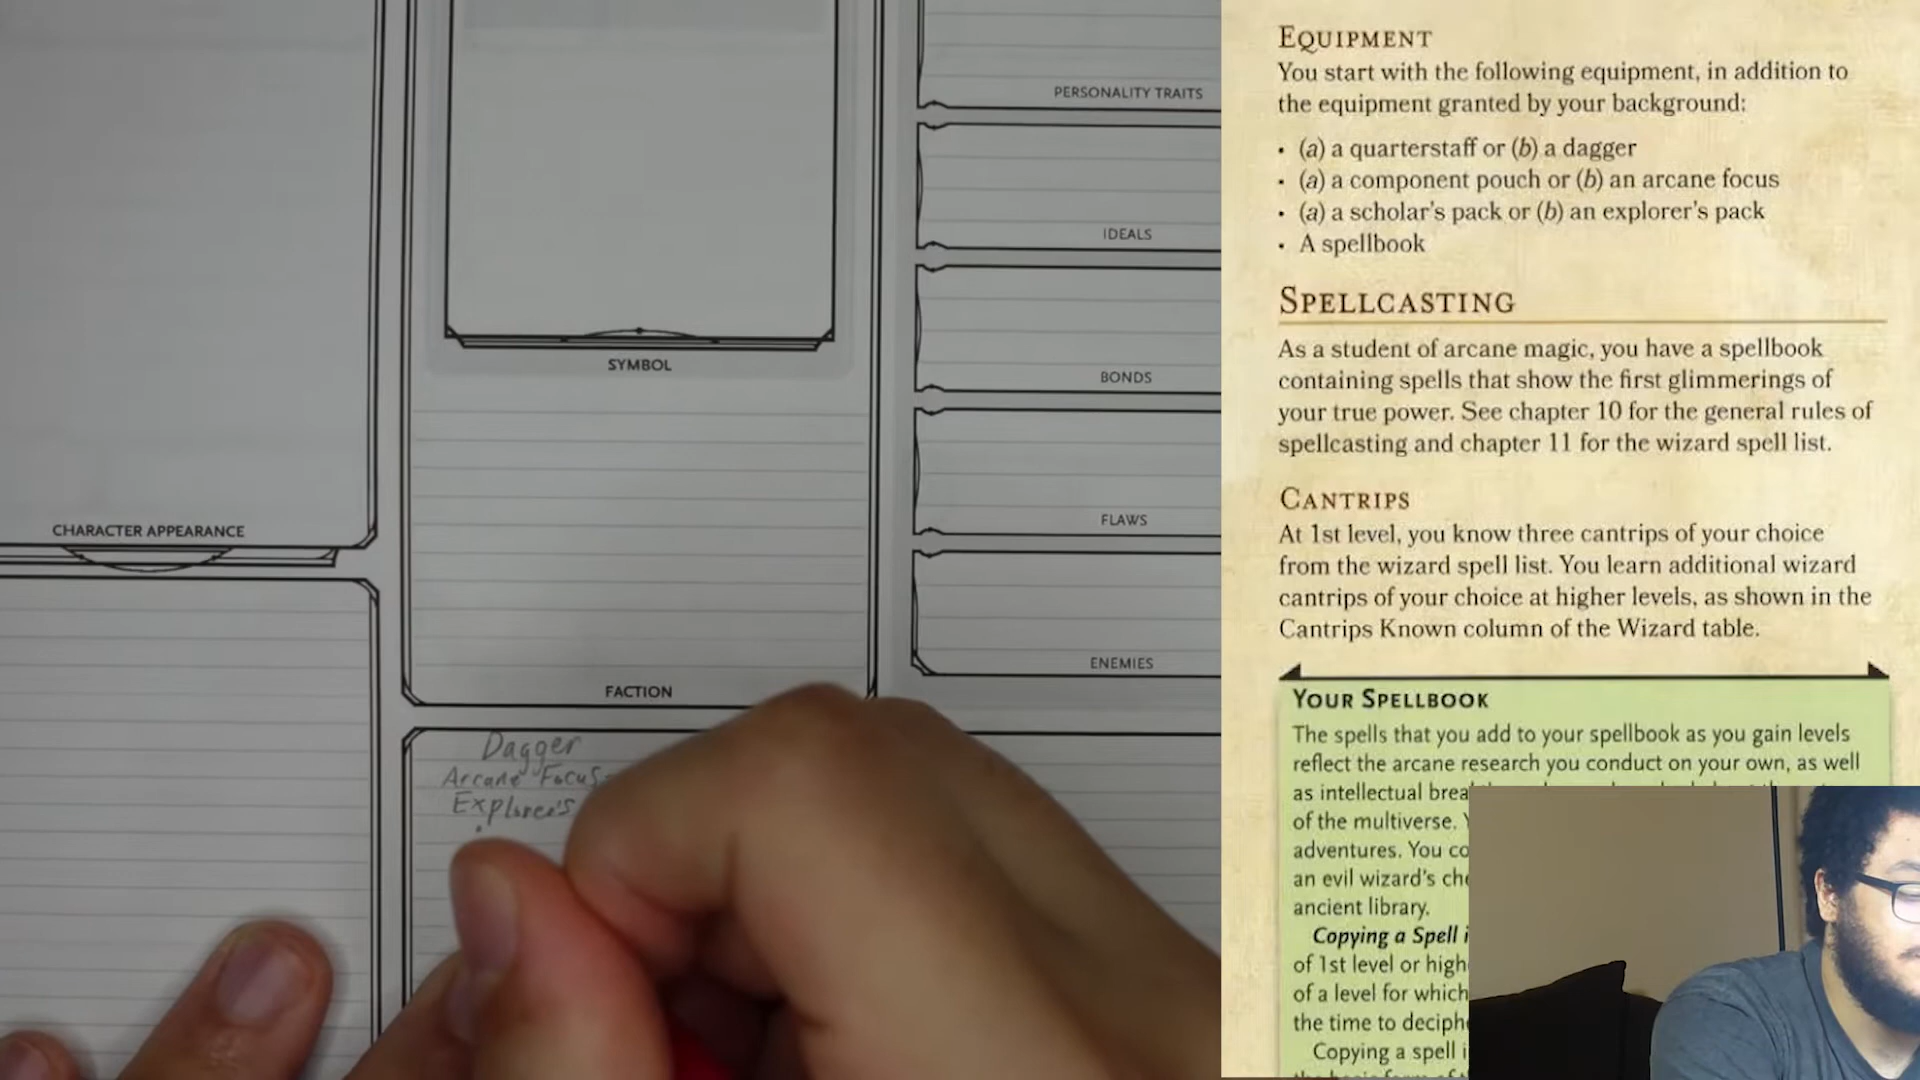 CHARACTER APPEARANCE
SYMBOL
FACTION
PERSONALITY TRAITS
IDEALS
BONDS
FLAWS
ENEMIES
Dagger
Arcane Focus
Explorer's
EQUIPMENT
You start with the following equipment, in addition to
the equipment granted by your background:
• (a) a quarterstaff or (b) a dagger
• (a) a component pouch or (b) an arcane focus
• (a) a scholar's pack or (b) an explorer's pack
• A spellbook
SPELLCASTING
As a student of arcane magic, you have a spellbook
containing spells that show the first glimmerings of
your true power. See chapter 10 for the general rules of
spellcasting and chapter 11 for the wizard spell list.
CANTRIPS
At 1st level, you know three cantrips of your choice
from the wizard spell list. You learn additional wizard
cantrips of your choice at higher levels, as shown in the
Cantrips Known column of the Wizard table.
YOUR SPELLBOOK
The spells that you add to your spellbook as you gain levels
reflect the arcane research you conduct on your own, as well
as intellectual
of the multiverse.
adventures. You
an evil wizard's
ancient library.
Copying a Spell
of 1st level or
of a level for which
the time to
Copying a spell